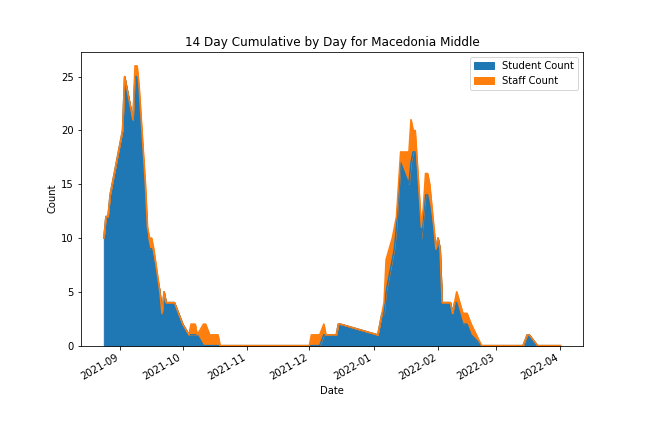 14 Day Cumulative by Day for Macedonia Middle
Student Count
Staff Count
25
20
15
10
5
0
Count
2021-09
2021-10
2021-11
2021-12
2022-01
2022-02
2022-03
2022-04
Date